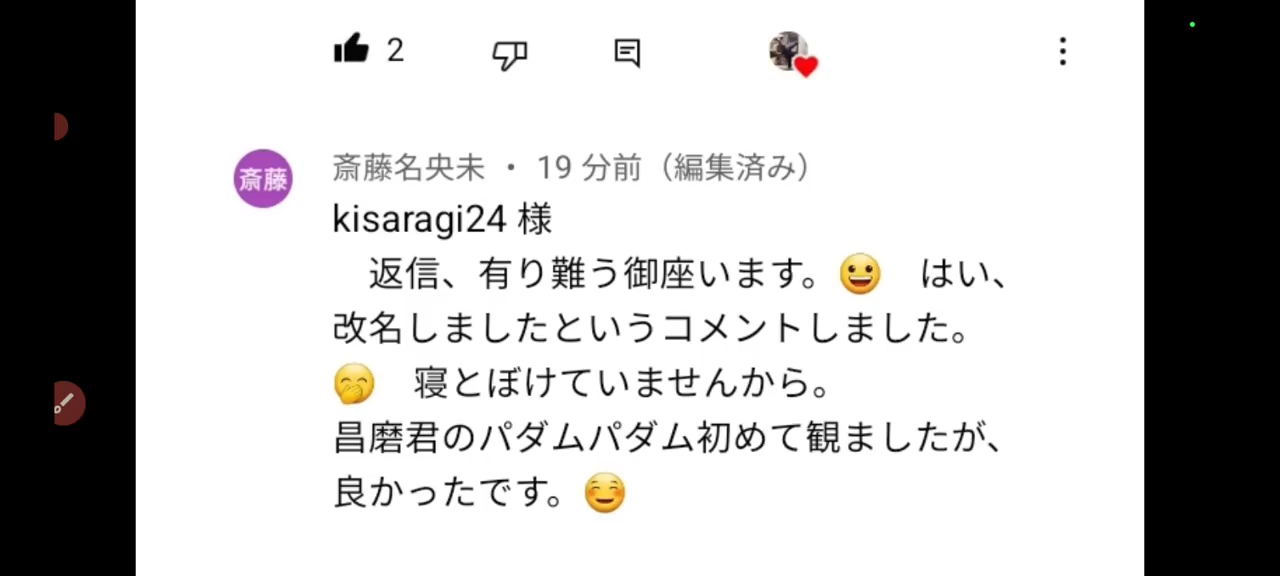 2
斎藤
斎藤名央未 ・ 19 分前（編集済み）
kisaragi24 様
　返信、有り難う御座います。😀　はい、
改名しましたというコメントしました。
🤭　寝とぼけていませんから。
昌磨君のパダムパダム初めて観ましたが、
良かったです。☺️